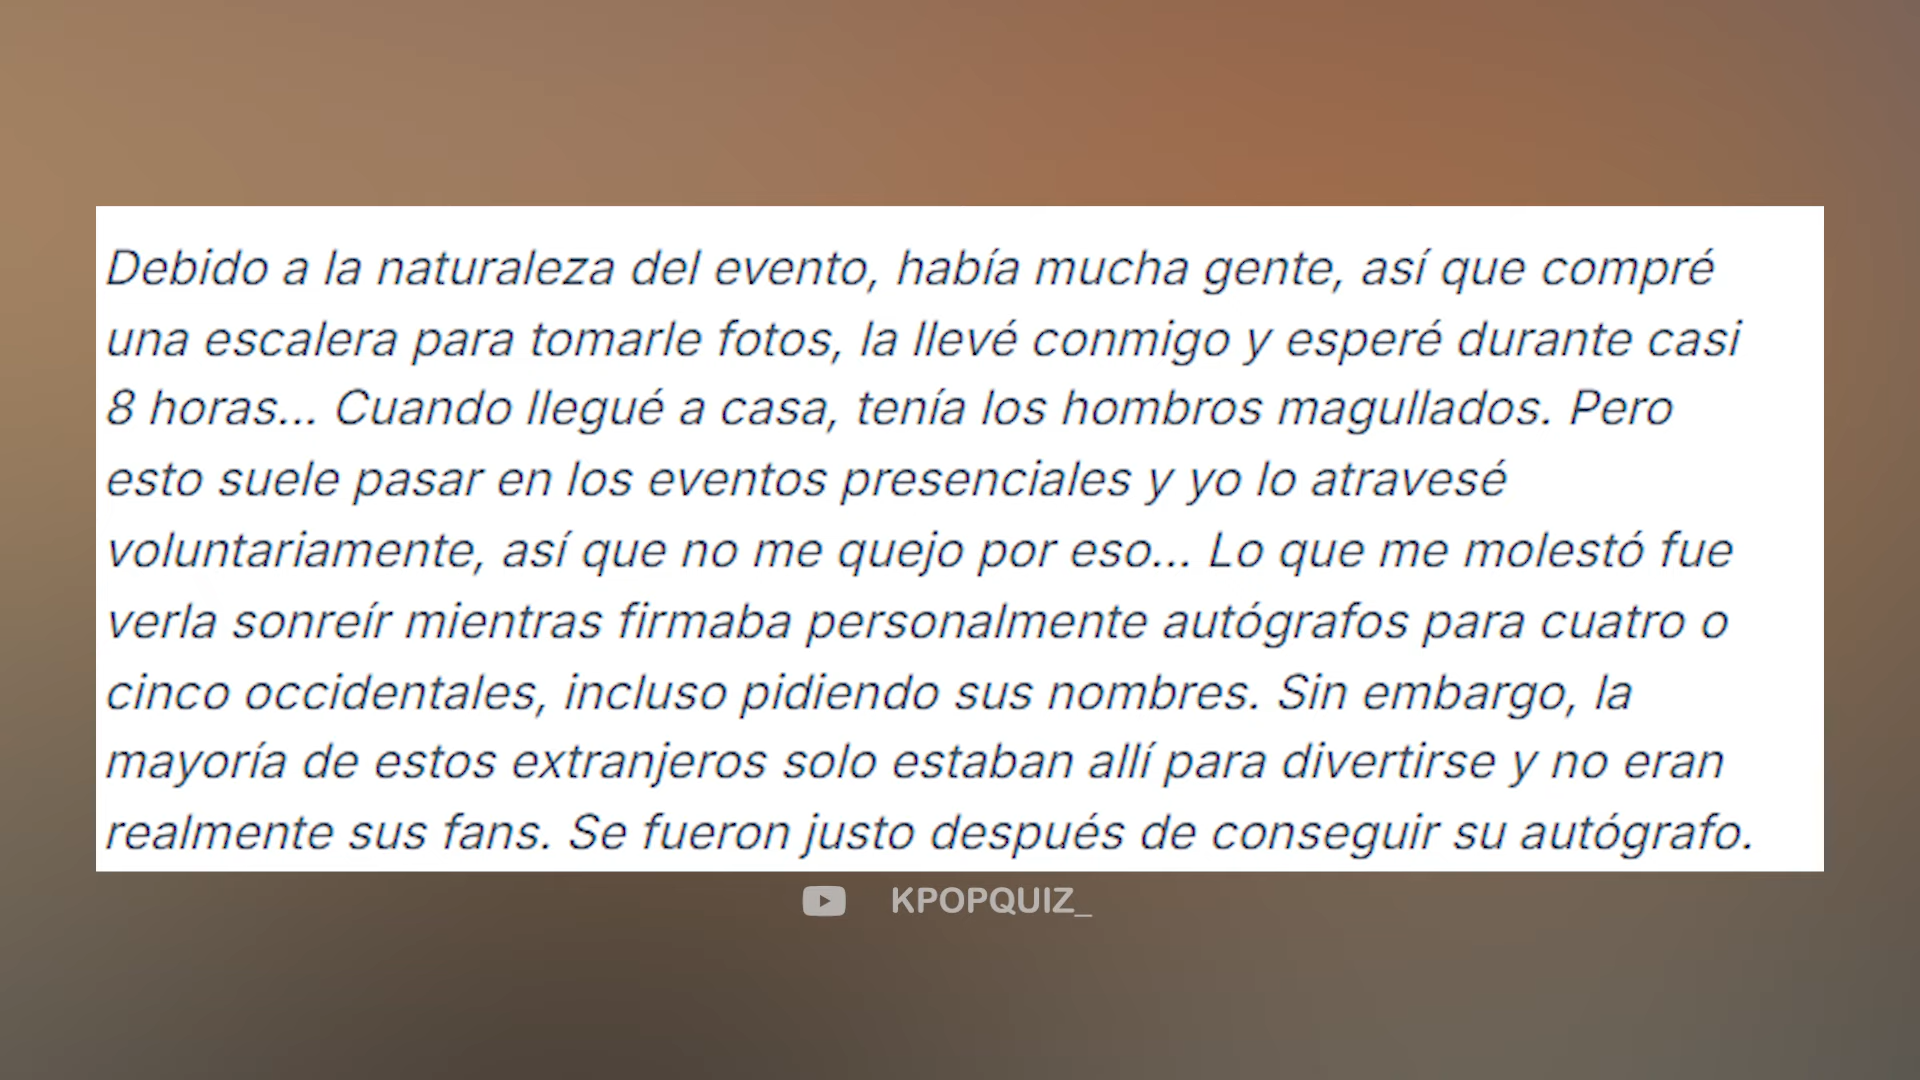 Debido a la naturaleza del evento, había mucha gente, así que compré
una escalera para tomarle fotos, la llevé conmigo y esperé durante casi
8 horas... Cuando llegué a casa, tenía los hombros magullados. Pero
esto suele pasar en los eventos presenciales y yo lo atravesé
voluntariamente, así que no me quejo por eso... Lo que me molestó fue
verla sonreír mientras firmaba personalmente autógrafos para cuatro o
cinco occidentales, incluso pidiendo sus nombres. Sin embargo, la
mayoría de estos extranjeros solo estaban allí para divertirse y no eran
realmente sus fans. Se fueron justo después de conseguir su autógrafo.
KPOPQUIZ_